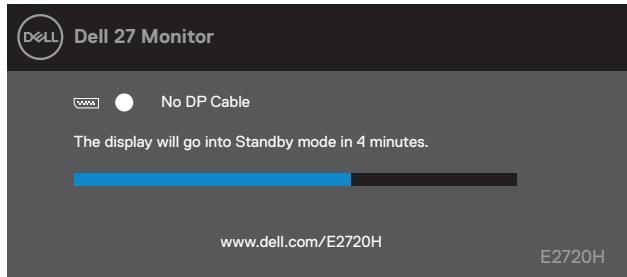 DELL
Dell 27 Monitor
No DP Cable
The display will go into Standby mode in 4 minutes.
www.dell.com/E2720H
E2720H